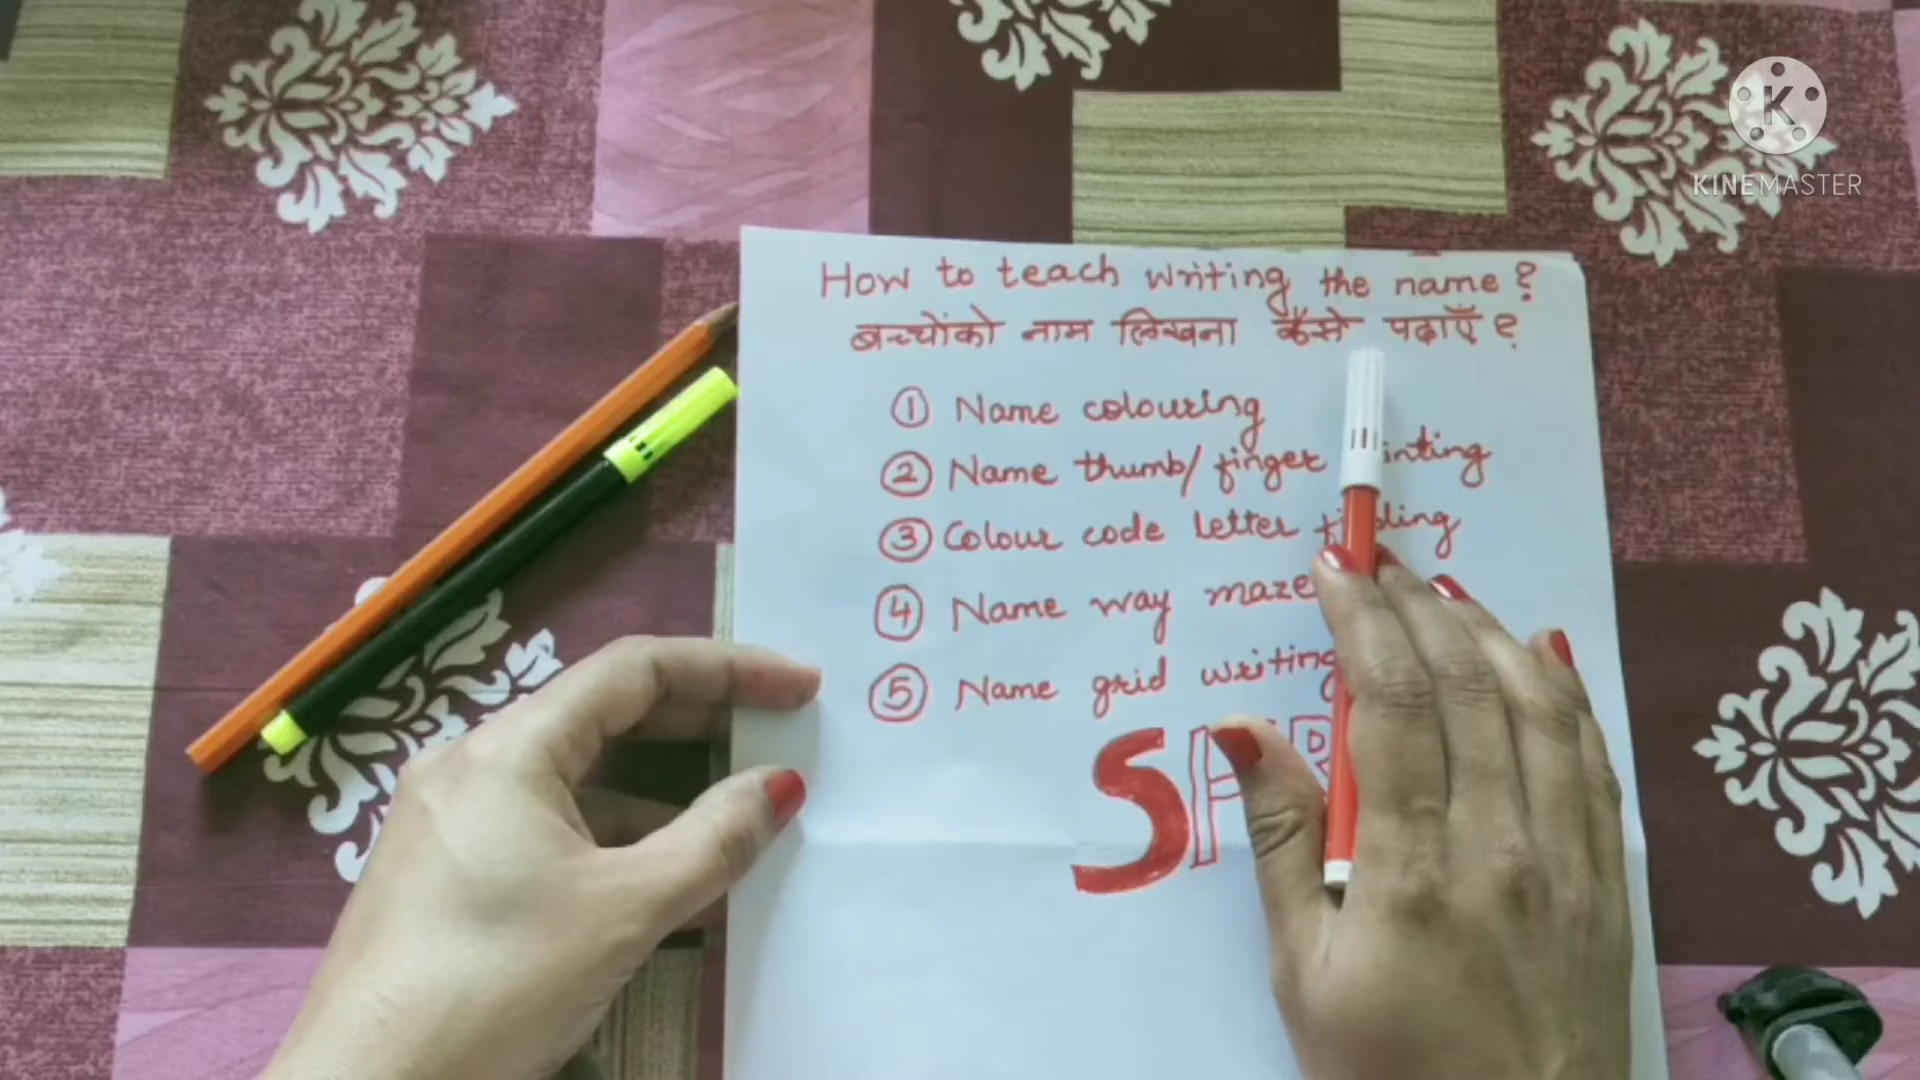 KINEMASTER
How to teach writing the name?
बच्चोंको नाम लिखना कैसे पढाएँ?
① Name colouring
② Name thumb/finger
③ Colour code letter
④ Name way maze
⑤ Name grid writing